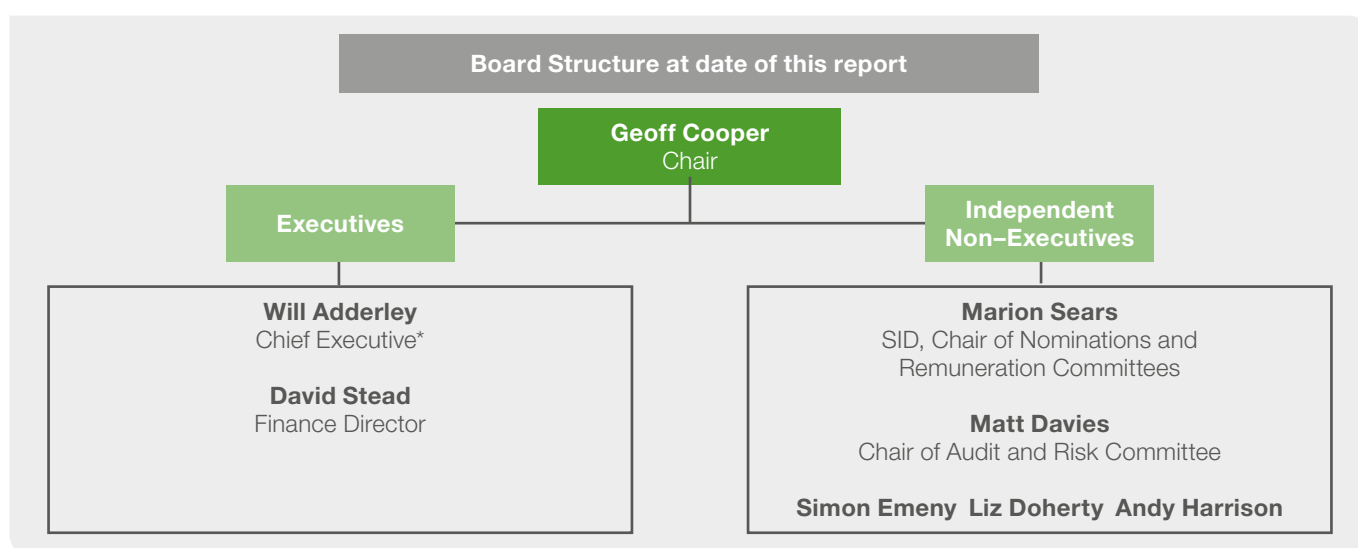 Board Structure at date of this report
Geoff Cooper
Chair
Executives
Independent
Non–Executives
Will Adderley
Chief Executive*
David Stead
Finance Director
Marion Sears
SID, Chair of Nominations and
Remuneration Committees
Matt Davies
Chair of Audit and Risk Committee
Simon Emeny Liz Doherty Andy Harrison